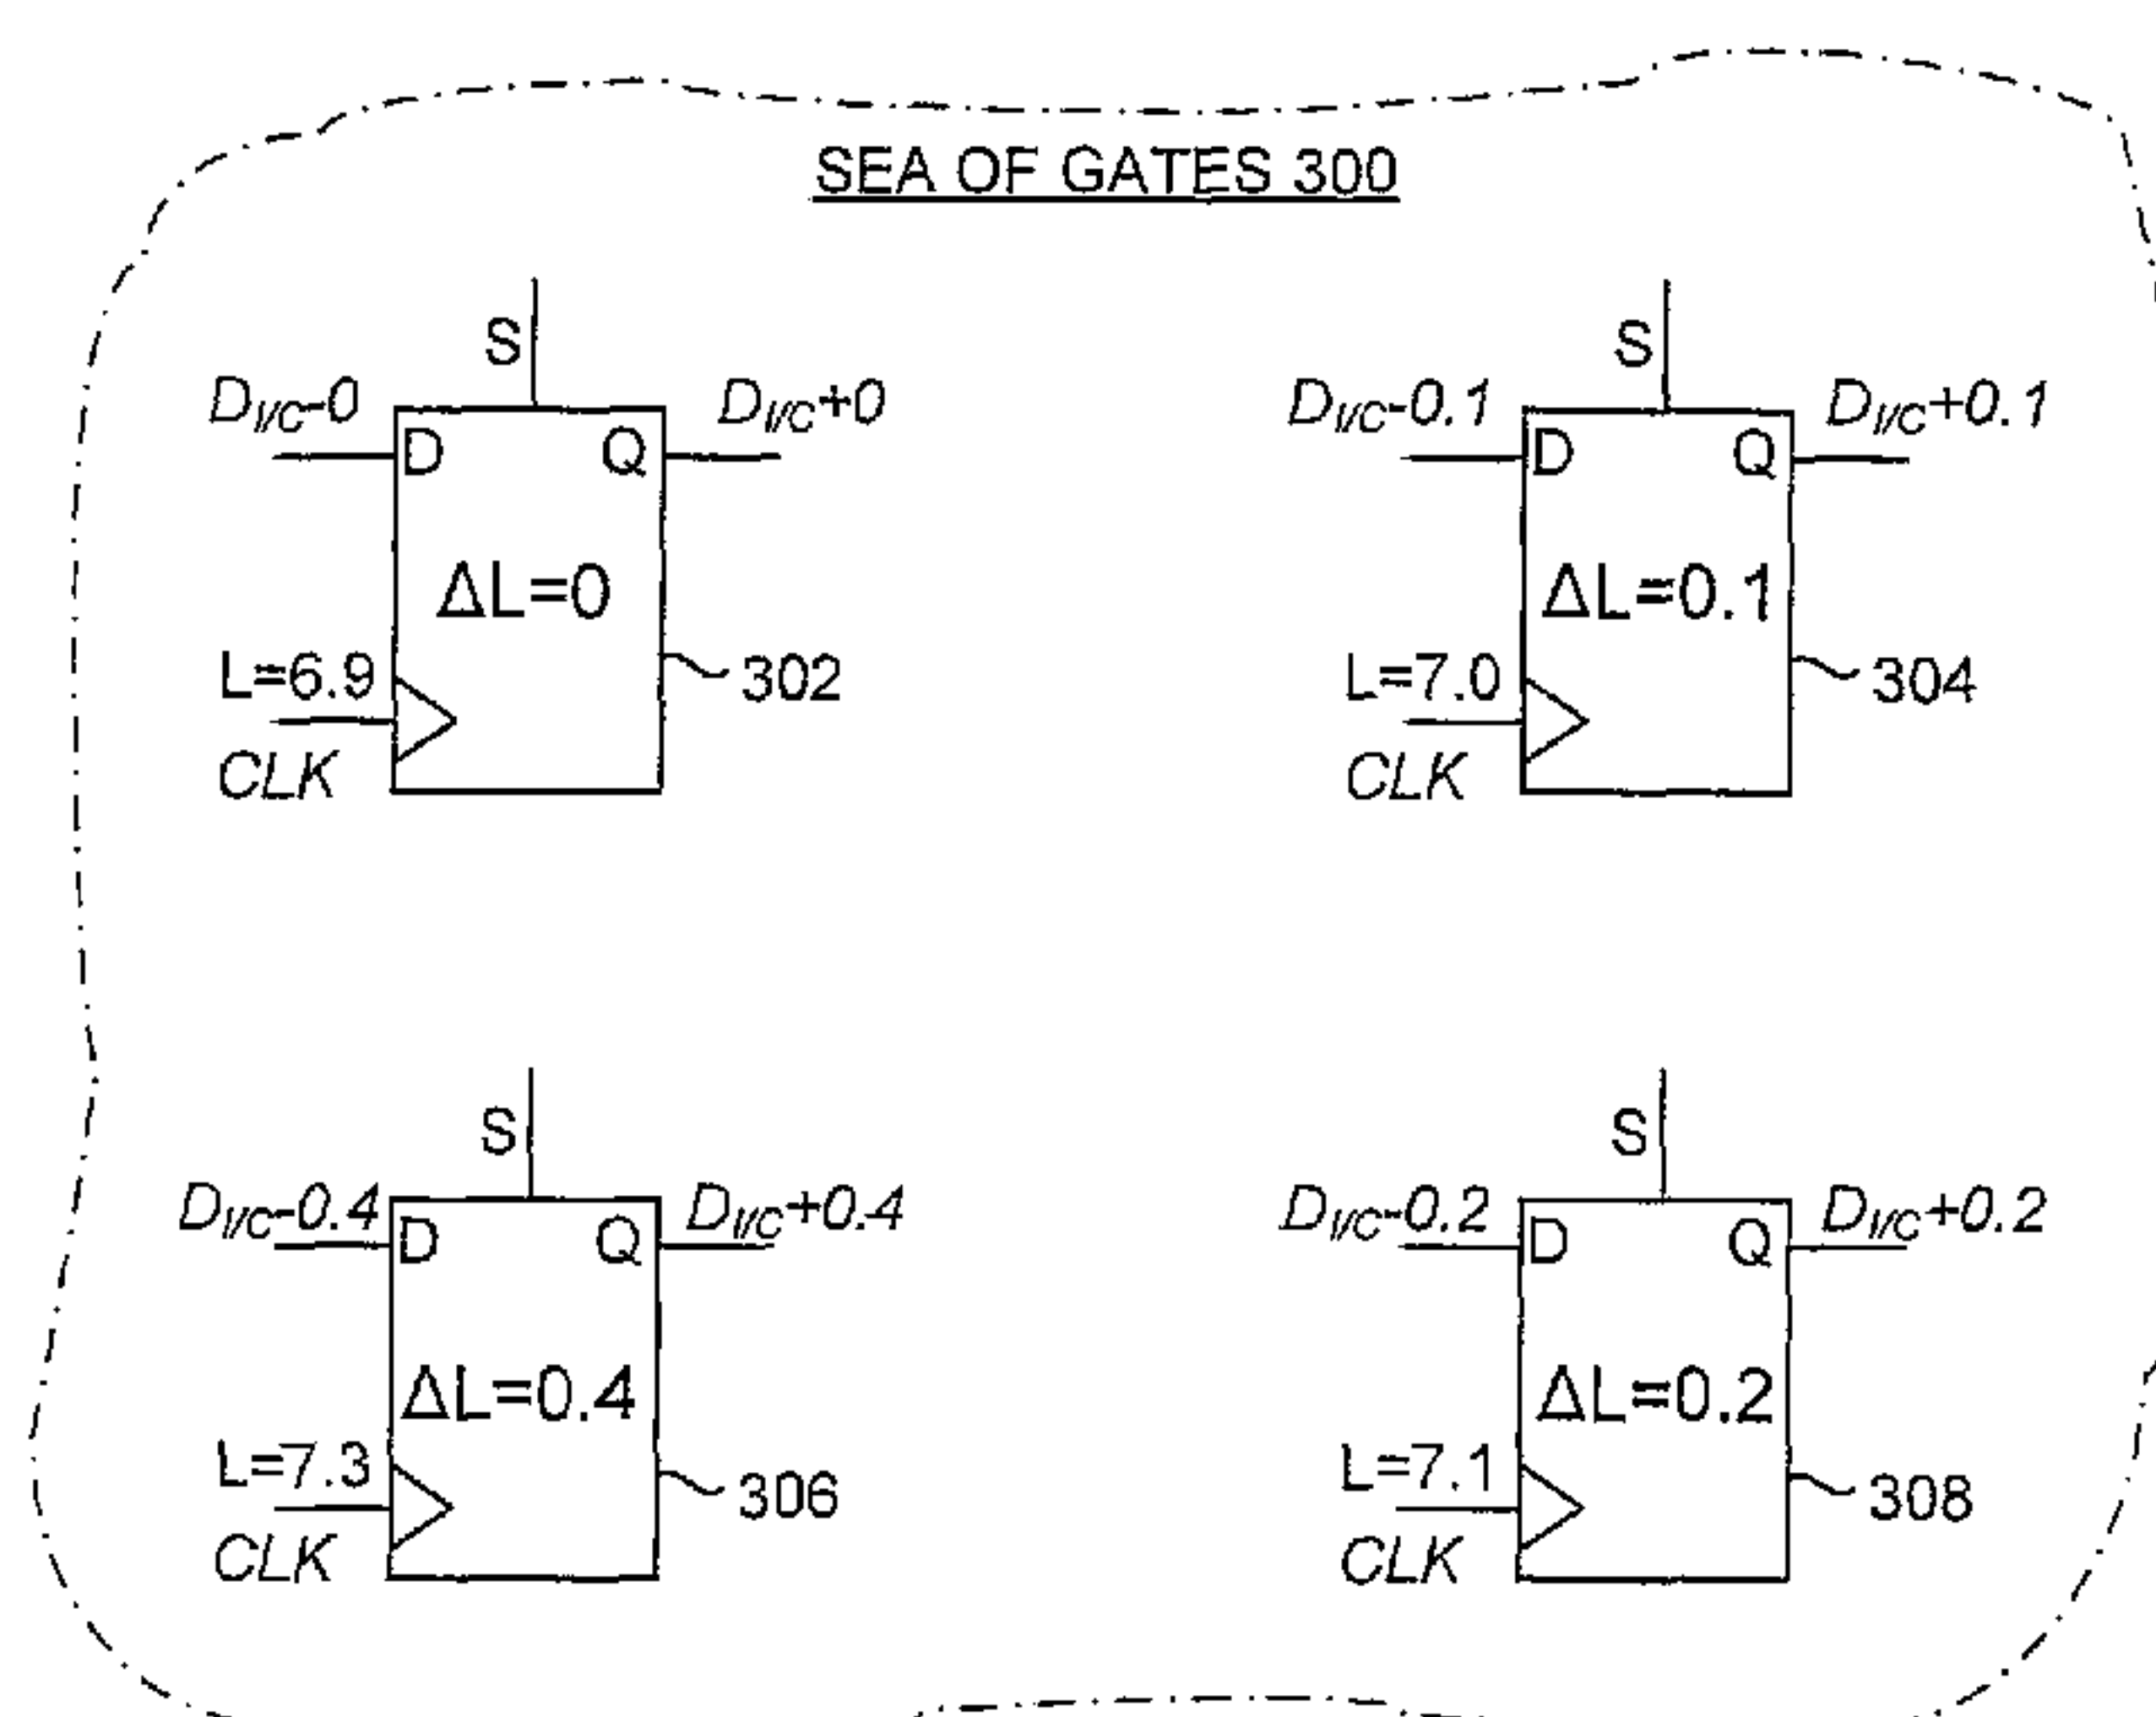 SEA OF GATES 300
S
D_I/C-0
D_I/C+0
D
Q
ΔL=0
L=6.9
302
CLK
S
D_I/C-0.1
D_I/C+0.1
D
Q
ΔL=0.1
L=7.0
304
CLK
S
D_I/C-0.4
D_I/C+0.4
D
Q
ΔL=0.4
L=7.3
306
CLK
S
D_I/C-0.2
D_I/C+0.2
D
Q
ΔL=0.2
L=7.1
308
CLK